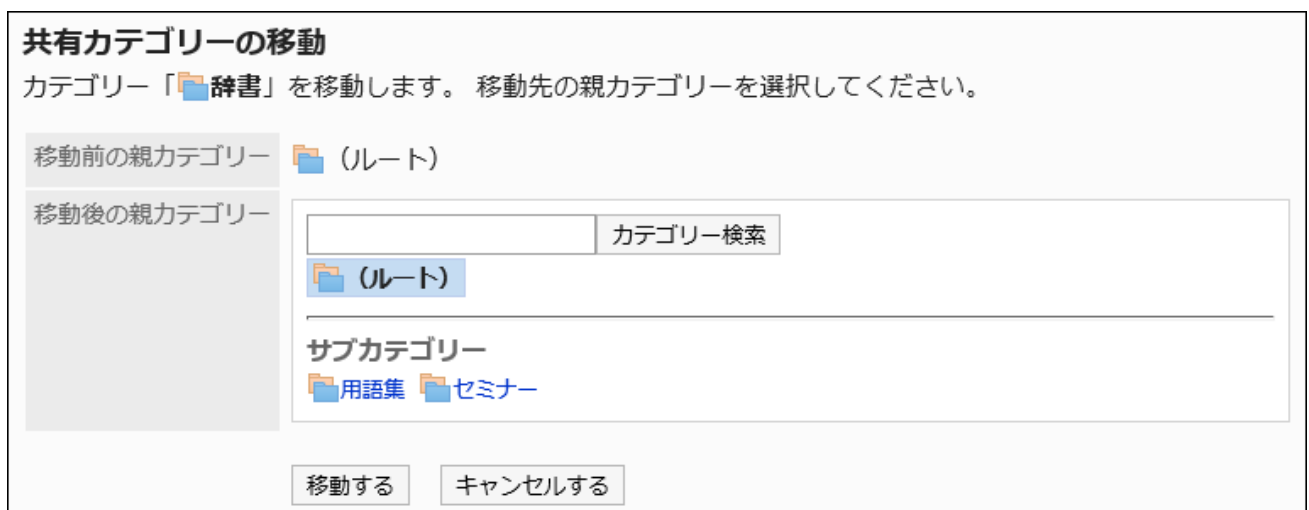 共有カテゴリーの移動
カテゴリー「辞書」を移動します。 移動先の親カテゴリーを選択してください。
移動前の親カテゴリー (ルート)
移動後の親カテゴリー
カテゴリー検索
(ルート)
サブカテゴリー
用語集 セミナー
移動する キャンセルする